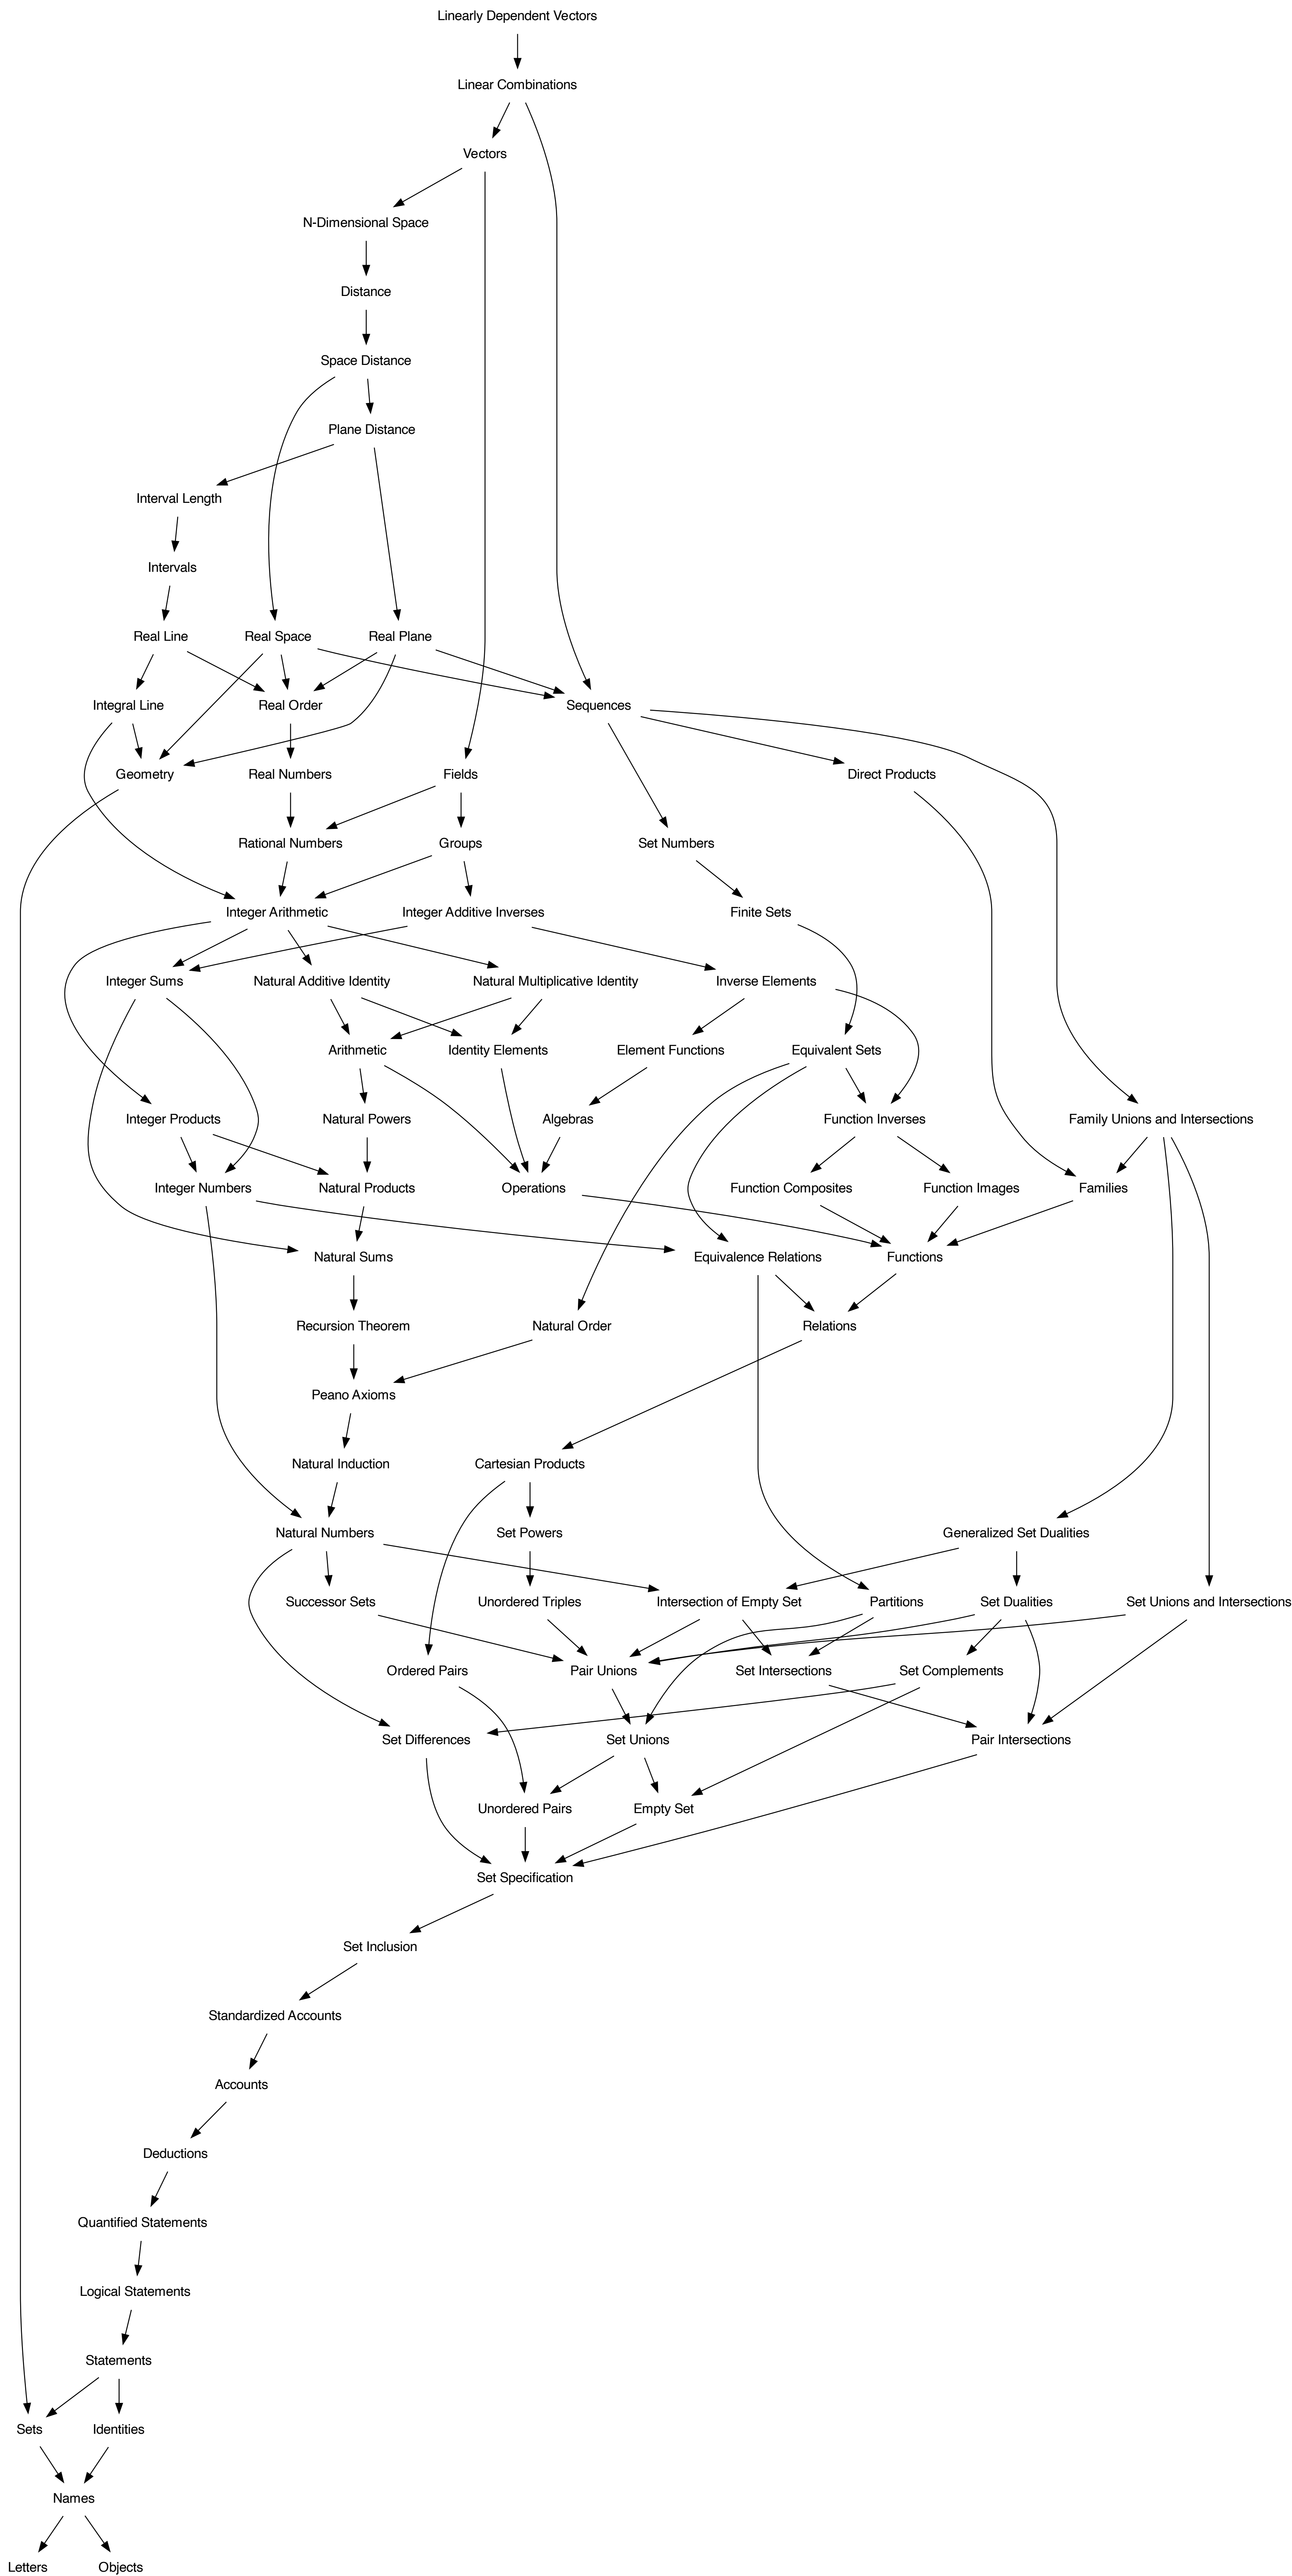 Linearly Dependent Vectors
Linear Combinations
Vectors
N-Dimensional Space
Distance
Space Distance
Plane Distance
Interval Length
Intervals
Real Line
Real Space
Real Plane
Integral Line
Real Order
Sequences
Geometry
Real Numbers
Fields
Direct Products
Rational Numbers
Groups
Set Numbers
Integer Arithmetic
Integer Additive Inverses
Finite Sets
Integer Sums
Natural Additive Identity
Natural Multiplicative Identity
Inverse Elements
Arithmetic
Identity Elements
Element Functions
Equivalent Sets
Integer Products
Natural Powers
Algebras
Function Inverses
Family Unions and Intersections
Integer Numbers
Natural Products
Operations
Function Composites
Function Images
Families
Natural Sums
Equivalence Relations
Functions
Recursion Theorem
Natural Order
Relations
Peano Axioms
Natural Induction
Cartesian Products
Natural Numbers
Set Powers
Generalized Set Dualities
Successor Sets
Unordered Triples
Intersection of Empty Set
Partitions
Set Dualities
Set Unions and Intersections
Ordered Pairs
Pair Unions
Set Intersections
Set Complements
Set Differences
Set Unions
Pair Intersections
Unordered Pairs
Empty Set
Set Specification
Set Inclusion
Standardized Accounts
Accounts
Deductions
Quantified Statements
Logical Statements
Statements
Sets
Identities
Names
Letters
Objects